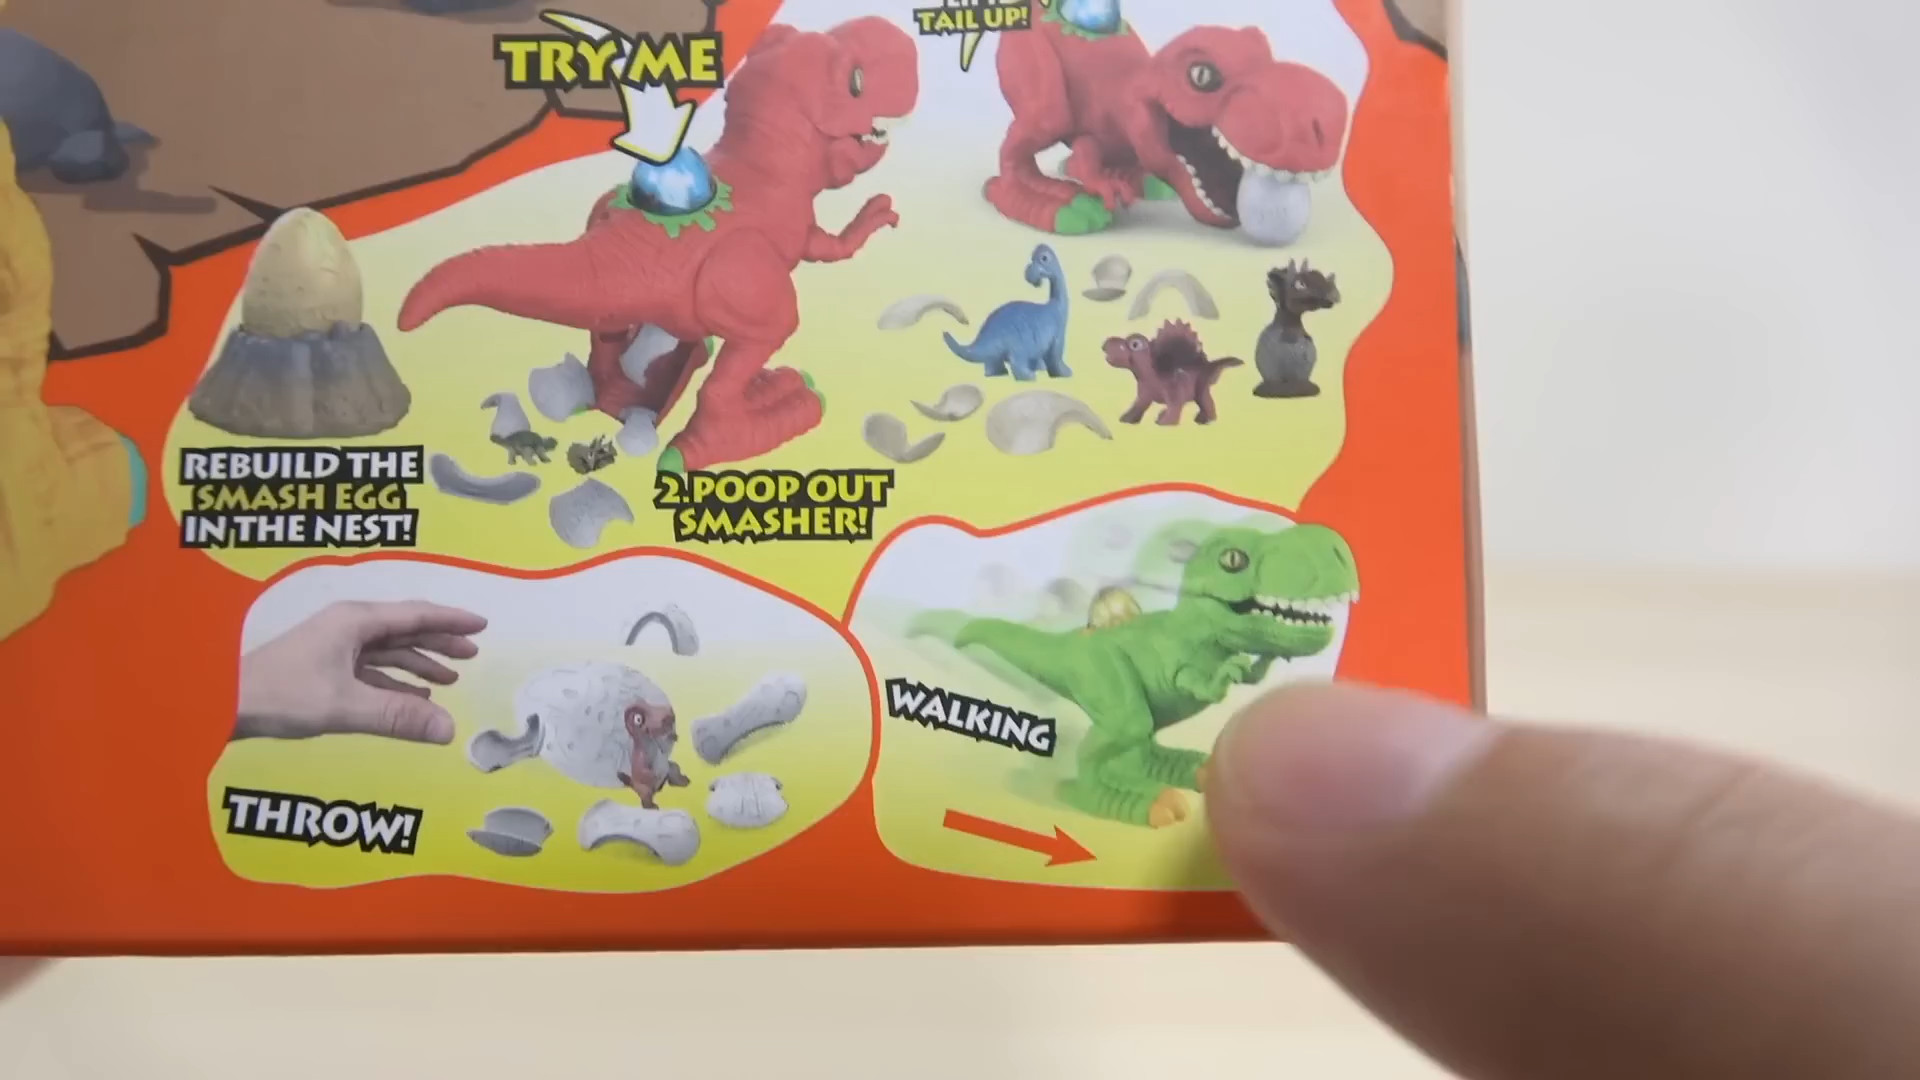 TAIL UP!
TRY ME
REBUILD THE
SMASH EGG
IN THE NEST!
2.POOP OUT
SMASHER!
WALKING
THROW!